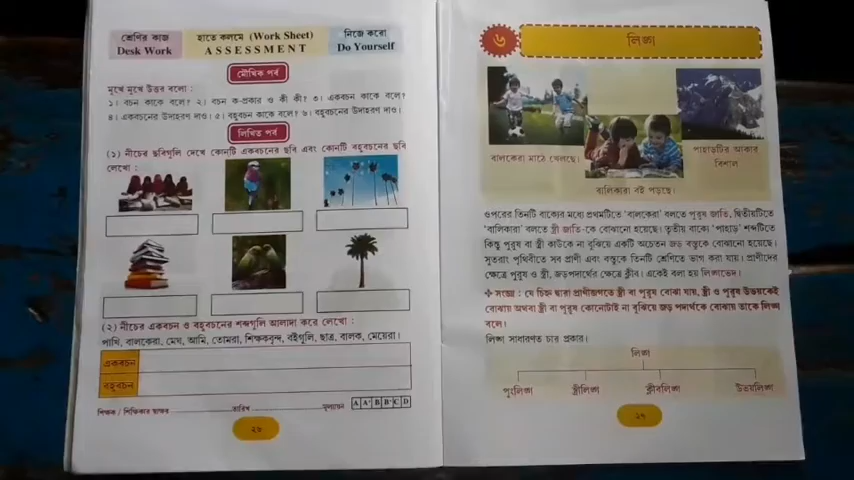 শ্রেণির কাজ
Desk Work
হাতে কলমে (Work Sheet)
ASSESSMENT
নিজে করো
Do Yourself
মৌখিক পর্ব
মুখে মুখে উত্তর বলো :
১। বচন কাকে বলে? ২। বচন ক-প্রকার ও কী কী? ৩। একবচন কাকে বলে?
৪। একবচনের উদাহরণ দাও। ৫। বহুবচন কাকে বলে? ৬। বহুবচনের উদাহরণ দাও।
লিখিত পর্ব
(১) নীচের ছবিগুলি দেখে কোনটি একবচনের ছবি এবং কোনটি বহুবচনের ছবি
লেখো :
(২) নীচের একবচন ও বহুবচনের শব্দগুলি আলাদা করে লেখো :
পাখি, বালকেরা, মেঘ, আমি, তোমরা, শিক্ষকবৃন্দ, বইগুলি, ছাত্র, বালক, মেয়েরা।
একবচন
বহুবচন
শিক্ষক / শিক্ষিকার স্বাক্ষর
তারিখ
মূল্যায়ন
A A+ B B+ C D
২৬
৬
লিঙ্গ
বালকেরা মাঠে খেলছে।
বালিকারা বই পড়ছে।
পাহাড়টির আকার
বিশাল
ওপরের তিনটি বাক্যের মধ্যে প্রথমটিতে 'বালকেরা' বলতে পুরুষ জাতি, দ্বিতীয়টিতে
'বালিকারা' বলতে স্ত্রী জাতি-কে বোঝানো হয়েছে। তৃতীয় বাক্যে 'পাহাড়' শব্দটিতে
কিন্তু পুরুষ বা স্ত্রী কাউকে না বুঝিয়ে একটি অচেতন জড় বস্তুকে বোঝানো হয়েছে।
সুতরাং পৃথিবীতে সব প্রাণী এবং বস্তুকে তিনটি শ্রেণিতে ভাগ করা যায়। প্রাণীদের
ক্ষেত্রে পুরুষ ও স্ত্রী, জড়পদার্থের ক্ষেত্রে ক্লীব। একেই বলা হয় লিঙ্গভেদ।
❖ সংজ্ঞা : যে চিহ্ন দ্বারা প্রাণীজগতে স্ত্রী বা পুরুষ বোঝা যায়, স্ত্রী ও পুরুষ উভয়কেই
বোঝায় অথবা স্ত্রী বা পুরুষ কোনোটাই না বুঝিয়ে জড় পদার্থকে বোঝায় তাকে লিঙ্গ
বলে।
লিঙ্গ সাধারণত চার প্রকার।
লিঙ্গ
পুংলিঙ্গ
স্ত্রীলিঙ্গ
ক্লীবলিঙ্গ
উভয়লিঙ্গ
২৭